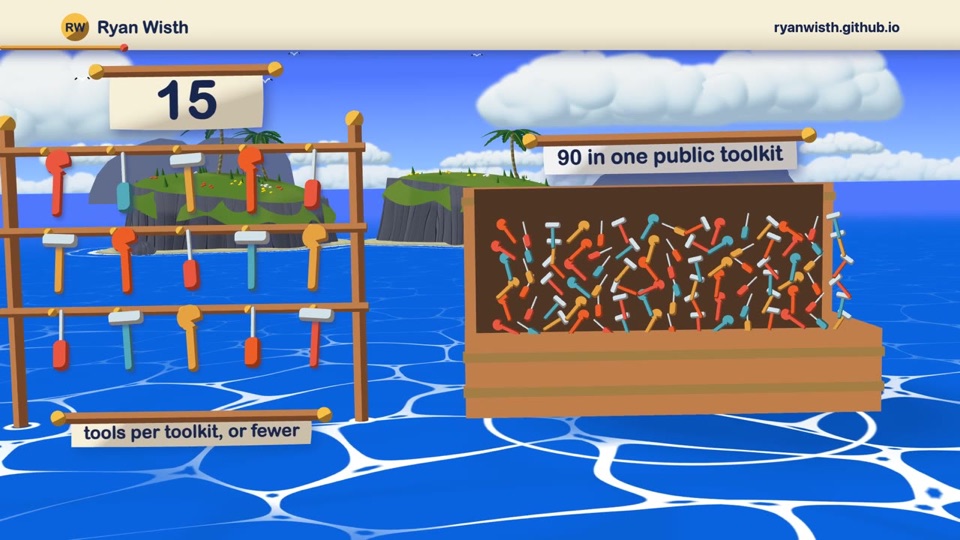 RW Ryan Wisth
ryanwisth.github.io
15
90 in one public toolkit
tools per toolkit, or fewer